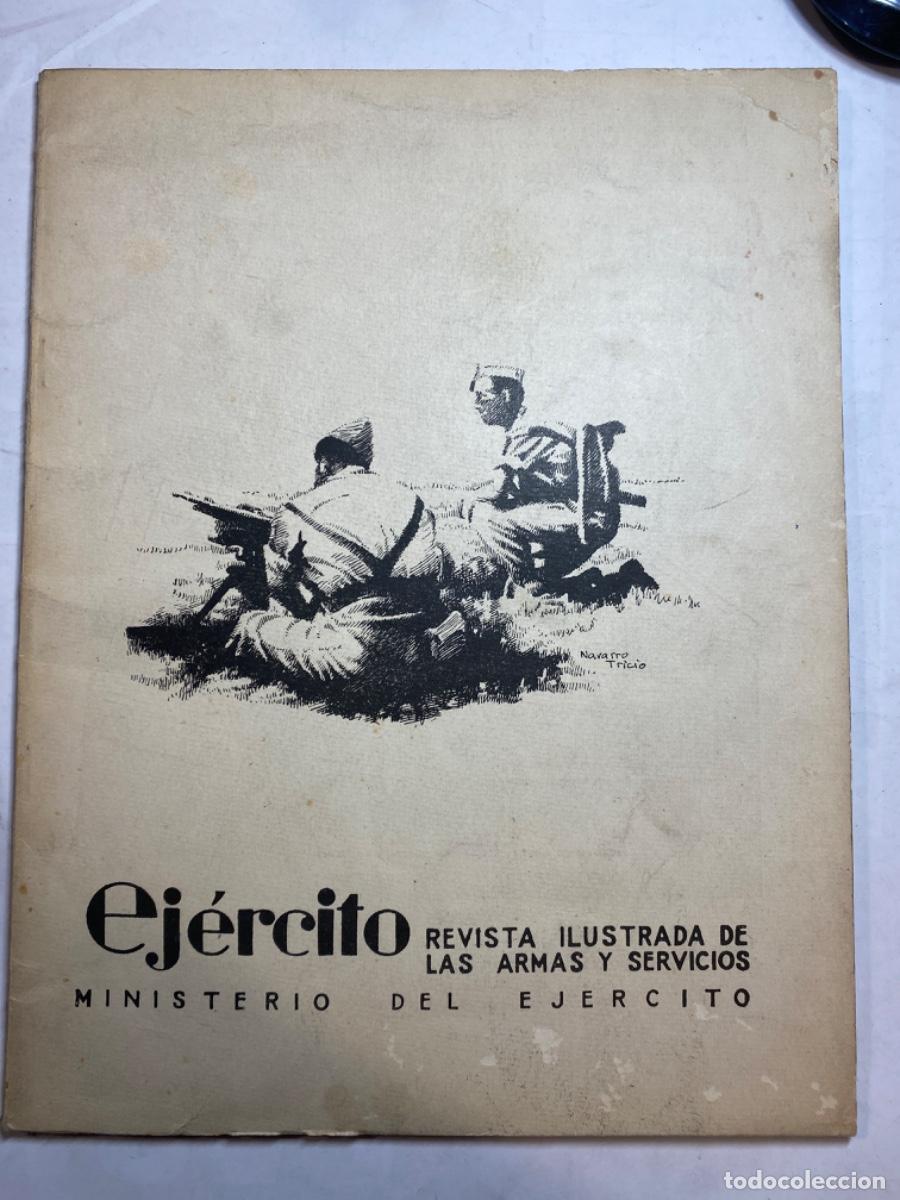 Navarro
Tricio
ejército
REVISTA ILUSTRADA DE
LAS ARMAS Y SERVICIOS
MINISTERIO DEL EJERCITO
todocoleccion